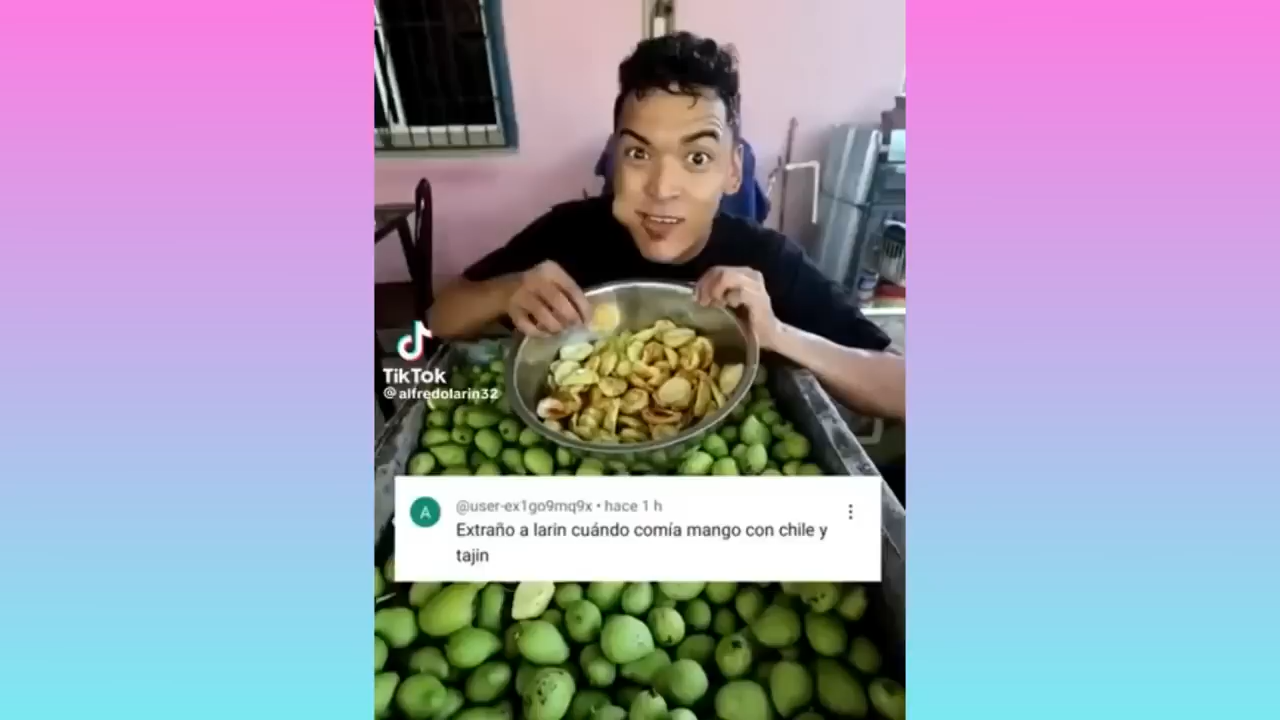 TikTok
@alfredolarin32
A
@user-ex1go9mq9x • hace 1 h
Extraño a larin cuándo comía mango con chile y
tajin